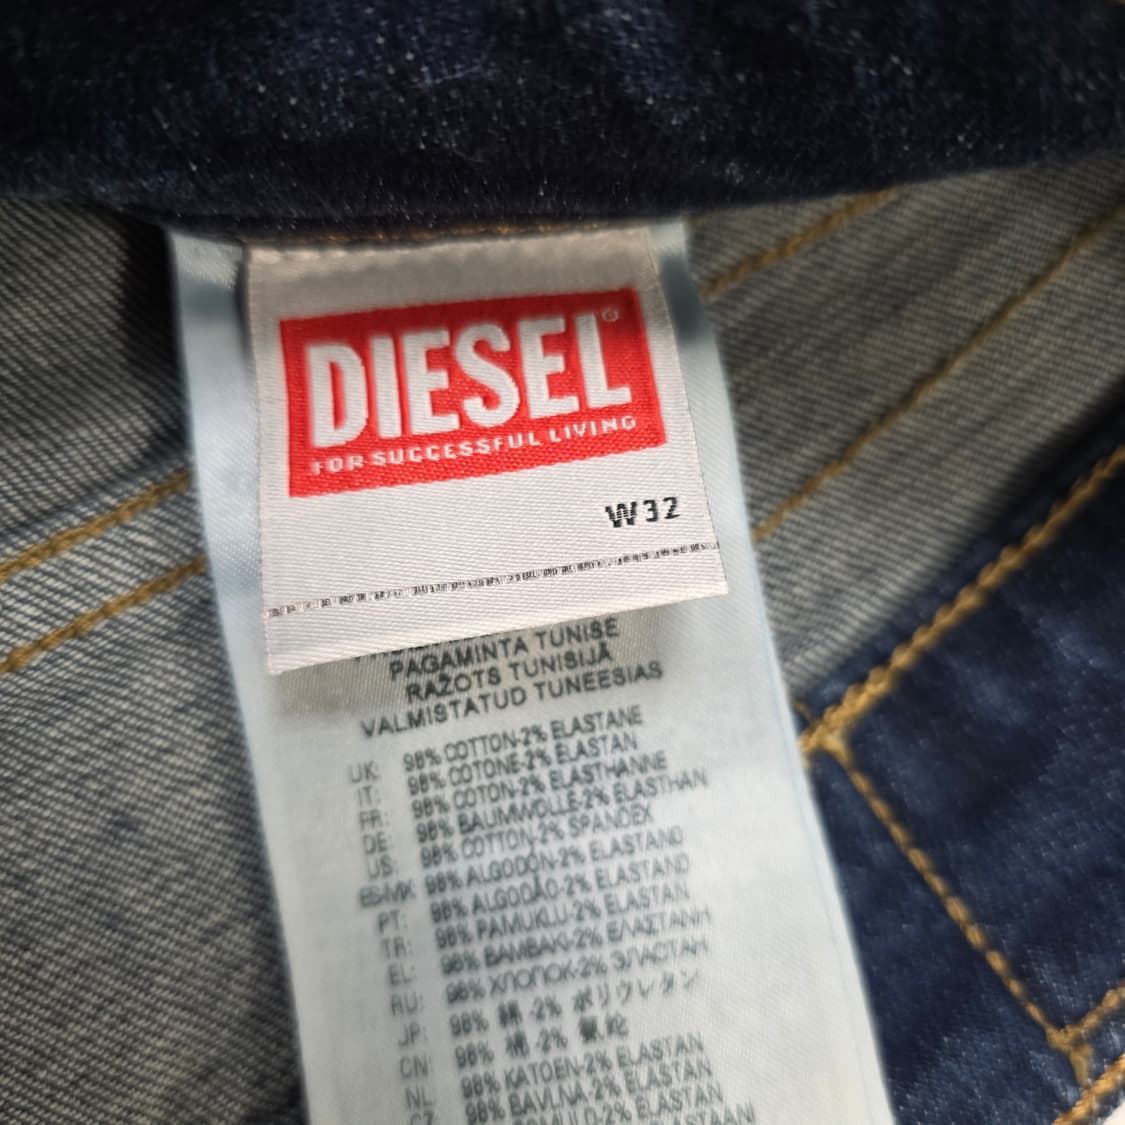 DIESEL®
FOR SUCCESSFUL LIVING
W32
PAGAMINTA TUNISE
RAŽOTS TUNISIJĀ
VALMISTATUD TUNEESIAS
UK: 98% COTTON-2% ELASTANE
IT: 98% COTONE-2% ELASTAN
FR: 98% COTON-2% ELASTHANNE
DE: 98% BAUMWOLLE-2% ELASTHAN
US: 98% COTTON-2% SPANDEX
ES-MX: 98% ALGODÓN-2% ELASTANO
PT: 98% ALGODÃO-2% ELASTANO
TR: 98% PAMUKLU-2% ELASTAN
EL: 98% ΒΑΜΒΑΚΙ-2% ΕΛΑΣΤΑΝΗ
RU: 98% ХЛОПОК-2% ЭЛАСТАН
JP: 98% 綿-2% ポリウレタン
CN: 98% 棉-2% 氨纶
NL: 98% KATOEN-2% ELASTAN
CZ: 98% BAVLNA-2% ELASTAN